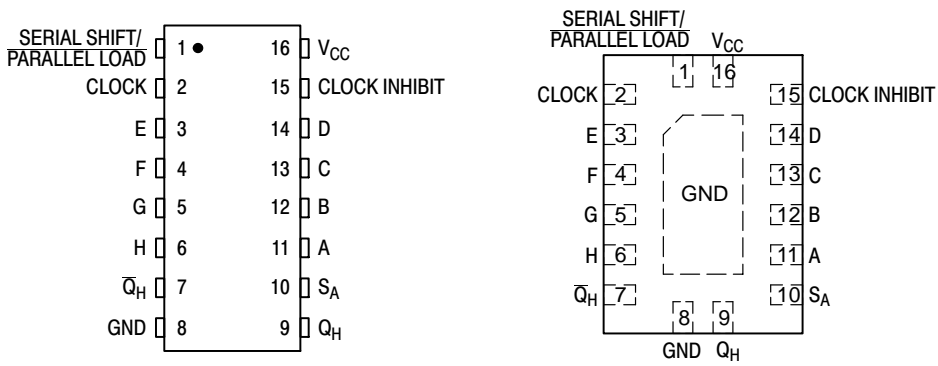 SERIAL SHIFT/
PARALLEL LOAD 1 16 VCC
CLOCK 2 15 CLOCK INHIBIT
E 3 14 D
F 4 13 C
G 5 12 B
H 6 11 A
Q̅H 7 10 SA
GND 8 9 QH
SERIAL SHIFT/
PARALLEL LOAD VCC
1 16
CLOCK 2 15 CLOCK INHIBIT
E 3 14 D
F 4 13 C
GND
G 5 12 B
H 6 11 A
Q̅H 7 10 SA
8 9
GND QH